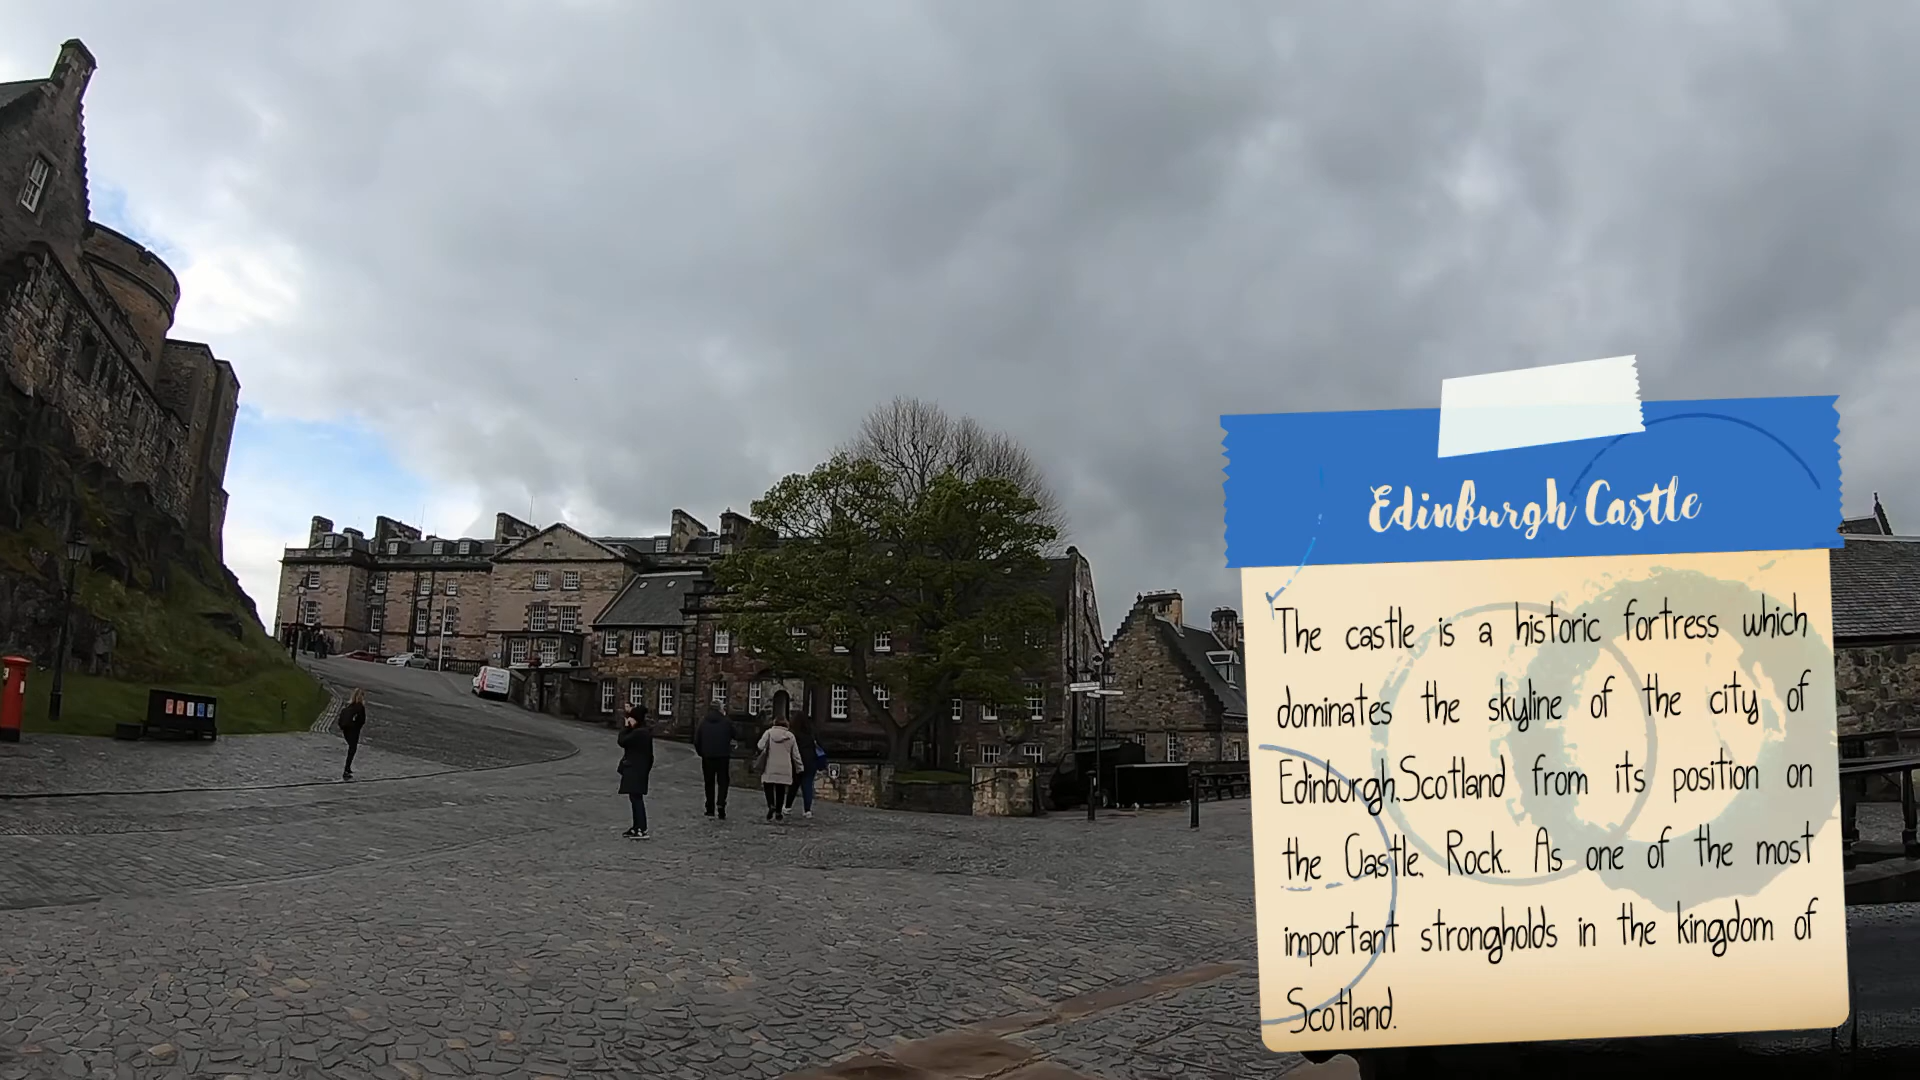 Edinburgh Castle
The castle is a historic fortress which
dominates the skyline of the city of
Edinburgh,Scotland from its position on
the Castle, Rock.. As one of the most
important strongholds in the kingdom of
Scotland.